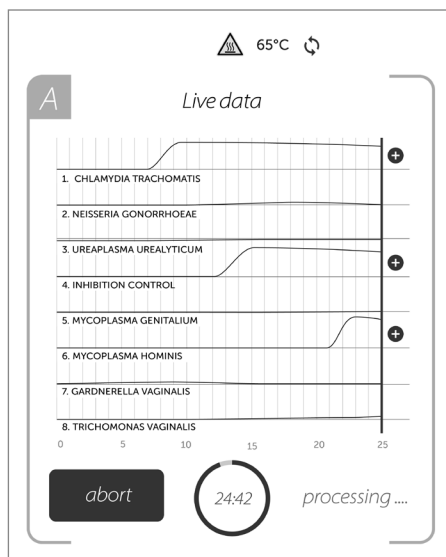 65°C
A
Live data
1. CHLAMYDIA TRACHOMATIS
2. NEISSERIA GONORRHOEAE
3. UREAPLASMA UREALYTICUM
4. INHIBITION CONTROL
5. MYCOPLASMA GENITALIUM
6. MYCOPLASMA HOMINIS
7. GARDNERELLA VAGINALIS
8. TRICHOMONAS VAGINALIS
0 5 10 15 20 25
abort 24:42 processing ....